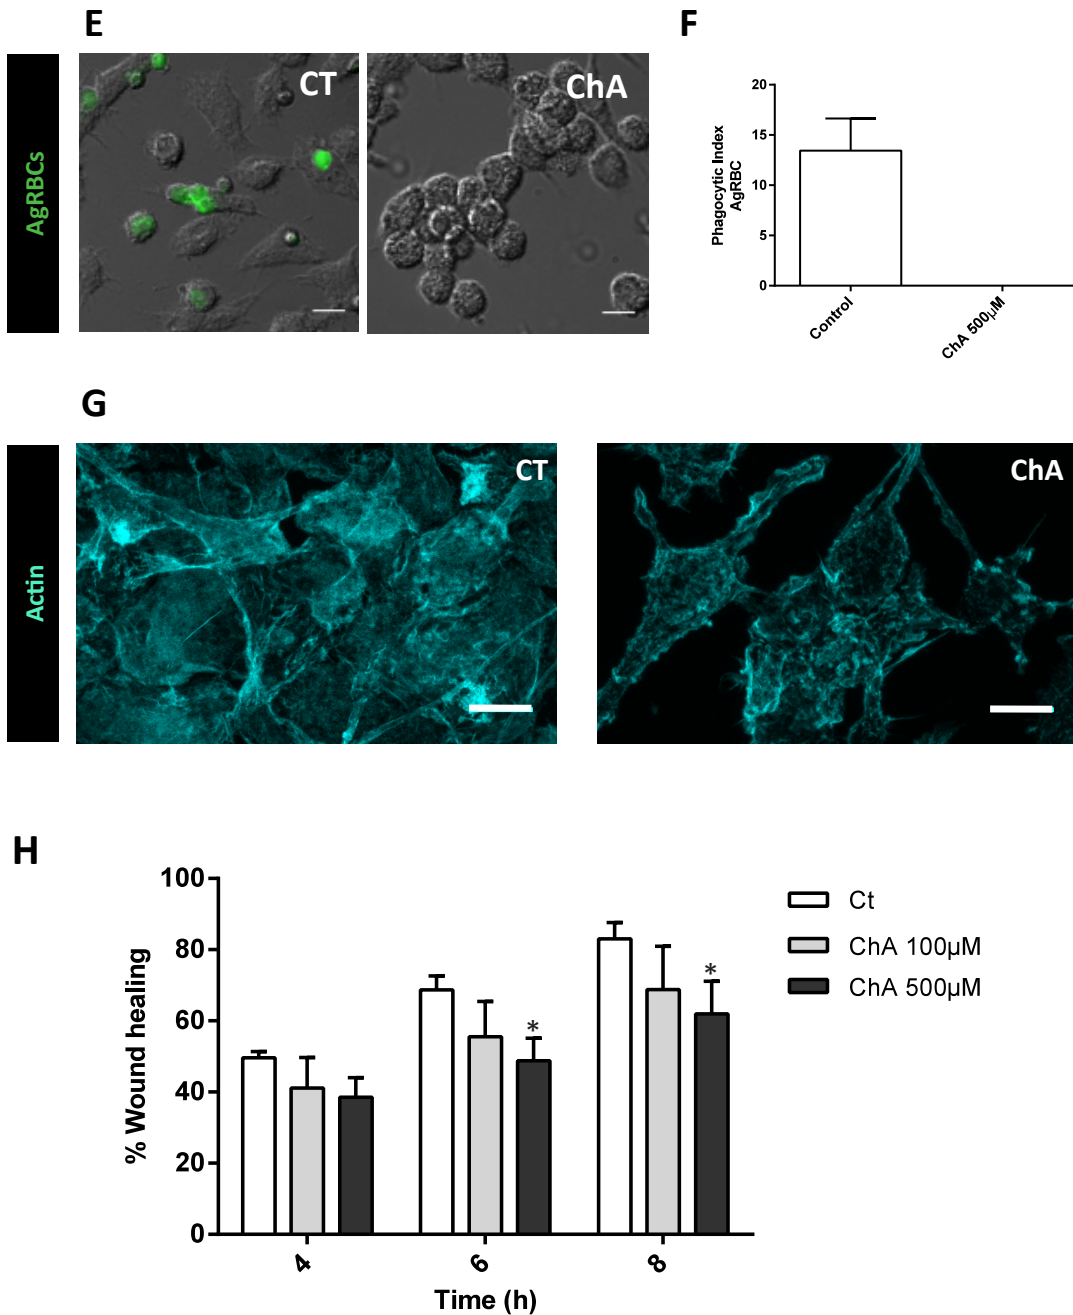 E
AgRBCs
CT
ChA
F
Phagocytic Index
AgRBC
20
15
10
5
0
Control
ChA 500μM
G
Actin
CT
ChA
H
% Wound healing
100
80
60
40
20
0
*
*
4
6
8
Time (h)
Ct
ChA 100μM
ChA 500μM